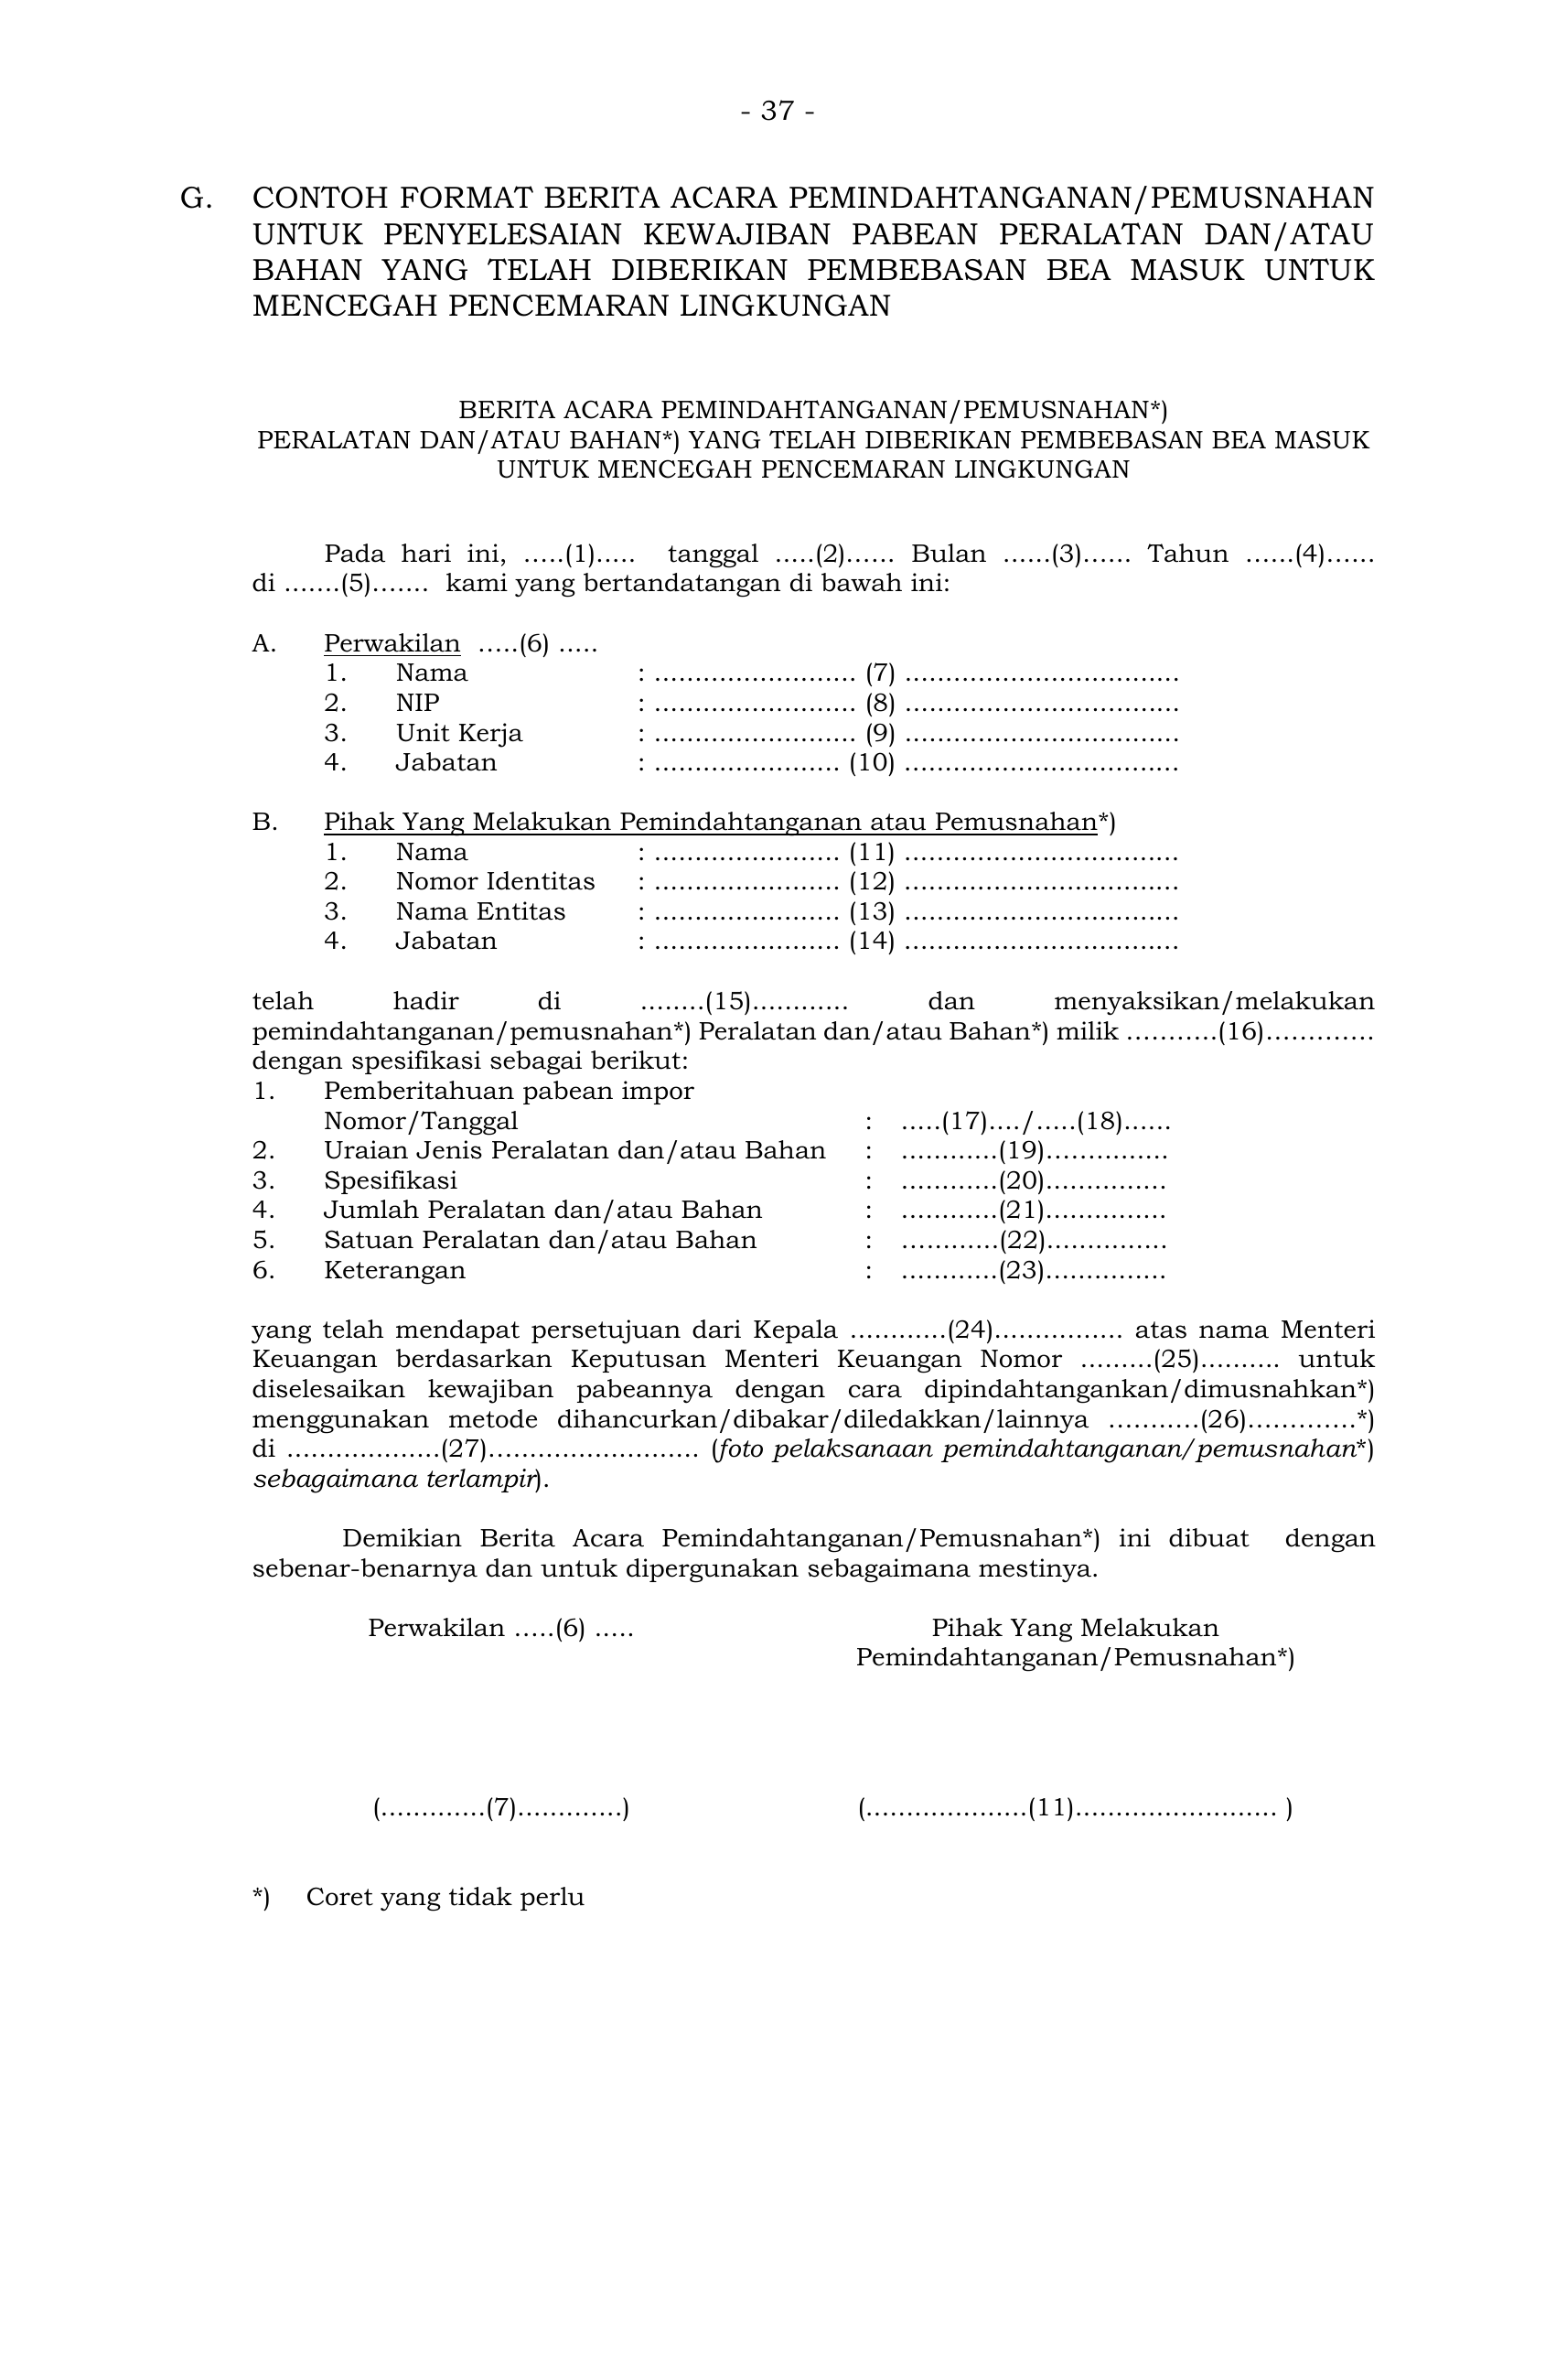 - 37 -
G. CONTOH FORMAT BERITA ACARA PEMINDAHTANGANAN/PEMUSNAHAN
UNTUK PENYELESAIAN KEWAJIBAN PABEAN PERALATAN DAN/ATAU
BAHAN YANG TELAH DIBERIKAN PEMBEBASAN BEA MASUK UNTUK
MENCEGAH PENCEMARAN LINGKUNGAN
BERITA ACARA PEMINDAHTANGANAN/PEMUSNAHAN*)
PERALATAN DAN/ATAU BAHAN*) YANG TELAH DIBERIKAN PEMBEBASAN BEA MASUK
UNTUK MENCEGAH PENCEMARAN LINGKUNGAN
Pada hari ini, .....(1)..... tanggal .....(2)...... Bulan ......(3)...... Tahun ......(4)......
di .......(5)....... kami yang bertandatangan di bawah ini:
A. Perwakilan .....(6) .....
1. Nama : ......................... (7) ..................................
2. NIP : ......................... (8) ..................................
3. Unit Kerja : ......................... (9) ..................................
4. Jabatan : ....................... (10) ..................................
B. Pihak Yang Melakukan Pemindahtanganan atau Pemusnahan*)
1. Nama : ....................... (11) ..................................
2. Nomor Identitas : ....................... (12) ..................................
3. Nama Entitas : ....................... (13) ..................................
4. Jabatan : ....................... (14) ..................................
telah hadir di ........(15)............ dan menyaksikan/melakukan
pemindahtanganan/pemusnahan*) Peralatan dan/atau Bahan*) milik ...........(16).............
dengan spesifikasi sebagai berikut:
1. Pemberitahuan pabean impor
Nomor/Tanggal : .....(17)..../.....(18)......
2. Uraian Jenis Peralatan dan/atau Bahan : ............(19)...............
3. Spesifikasi : ............(20)...............
4. Jumlah Peralatan dan/atau Bahan : ............(21)...............
5. Satuan Peralatan dan/atau Bahan : ............(22)...............
6. Keterangan : ............(23)...............
yang telah mendapat persetujuan dari Kepala ............(24)................ atas nama Menteri
Keuangan berdasarkan Keputusan Menteri Keuangan Nomor .........(25).......... untuk
diselesaikan kewajiban pabeannya dengan cara dipindahtangankan/dimusnahkan*)
menggunakan metode dihancurkan/dibakar/diledakkan/lainnya ...........(26).............*)
di ...................(27).......................... (foto pelaksanaan pemindahtanganan/pemusnahan*)
sebagaimana terlampir).
Demikian Berita Acara Pemindahtanganan/Pemusnahan*) ini dibuat dengan
sebenar-benarnya dan untuk dipergunakan sebagaimana mestinya.
Perwakilan .....(6) ..... Pihak Yang Melakukan
Pemindahtanganan/Pemusnahan*)
(.............(7).............) (....................(11)......................... )
*) Coret yang tidak perlu